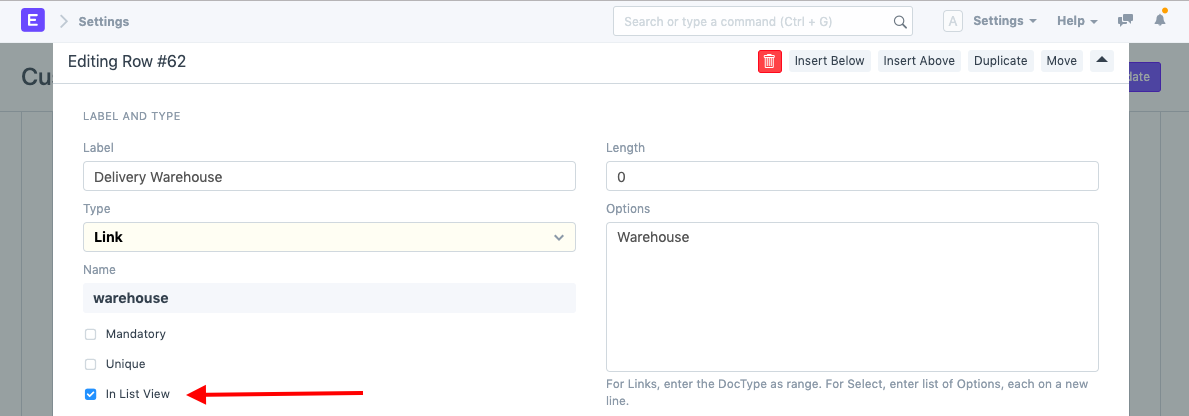 E Settings Search or type a command (Ctrl + G) A Settings Help
Cu
Editing Row #62 Insert Below Insert Above Duplicate Move
date
LABEL AND TYPE
Label Length
Delivery Warehouse 0
Type Options
Link Warehouse
Name
warehouse
Mandatory
Unique
In List View
For Links, enter the DocType as range. For Select, enter list of Options, each on a new
line.